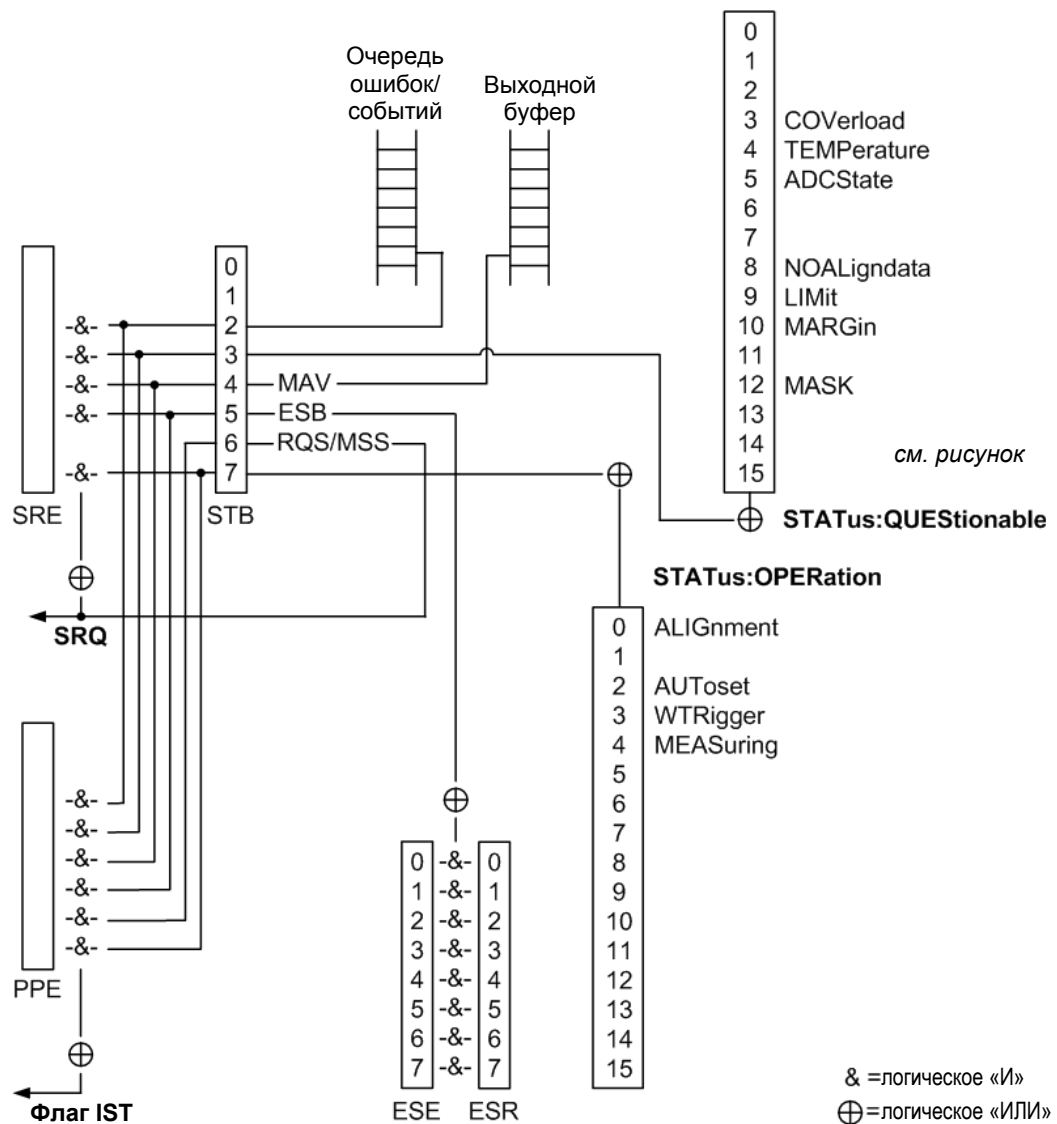 Очередь
ошибок/
событий
Выходной
буфер
0
1
2
3 COVerload
4 TEMPerature
5 ADCState
6
7
8 NOALigndata
9 LIMit
10 MARGin
11
12 MASK
13
14
15
см. рисунок
STATus:QUEStionable
0
1
-&- 2
-&- 3
-&- 4 MAV
-&- 5 ESB
6 RQS/MSS
-&- 7
SRE
STB
SRQ
STATus:OPERation
0 ALIGnment
1
2 AUToset
3 WTRigger
4 MEASuring
5
6
7
8
9
10
11
12
13
14
15
-&-
-&-
-&-
-&-
-&-
-&-
PPE
Флаг IST
0 -&- 0
1 -&- 1
2 -&- 2
3 -&- 3
4 -&- 4
5 -&- 5
6 -&- 6
7 -&- 7
ESE ESR
& =логическое «И»
⊕=логическое «ИЛИ»